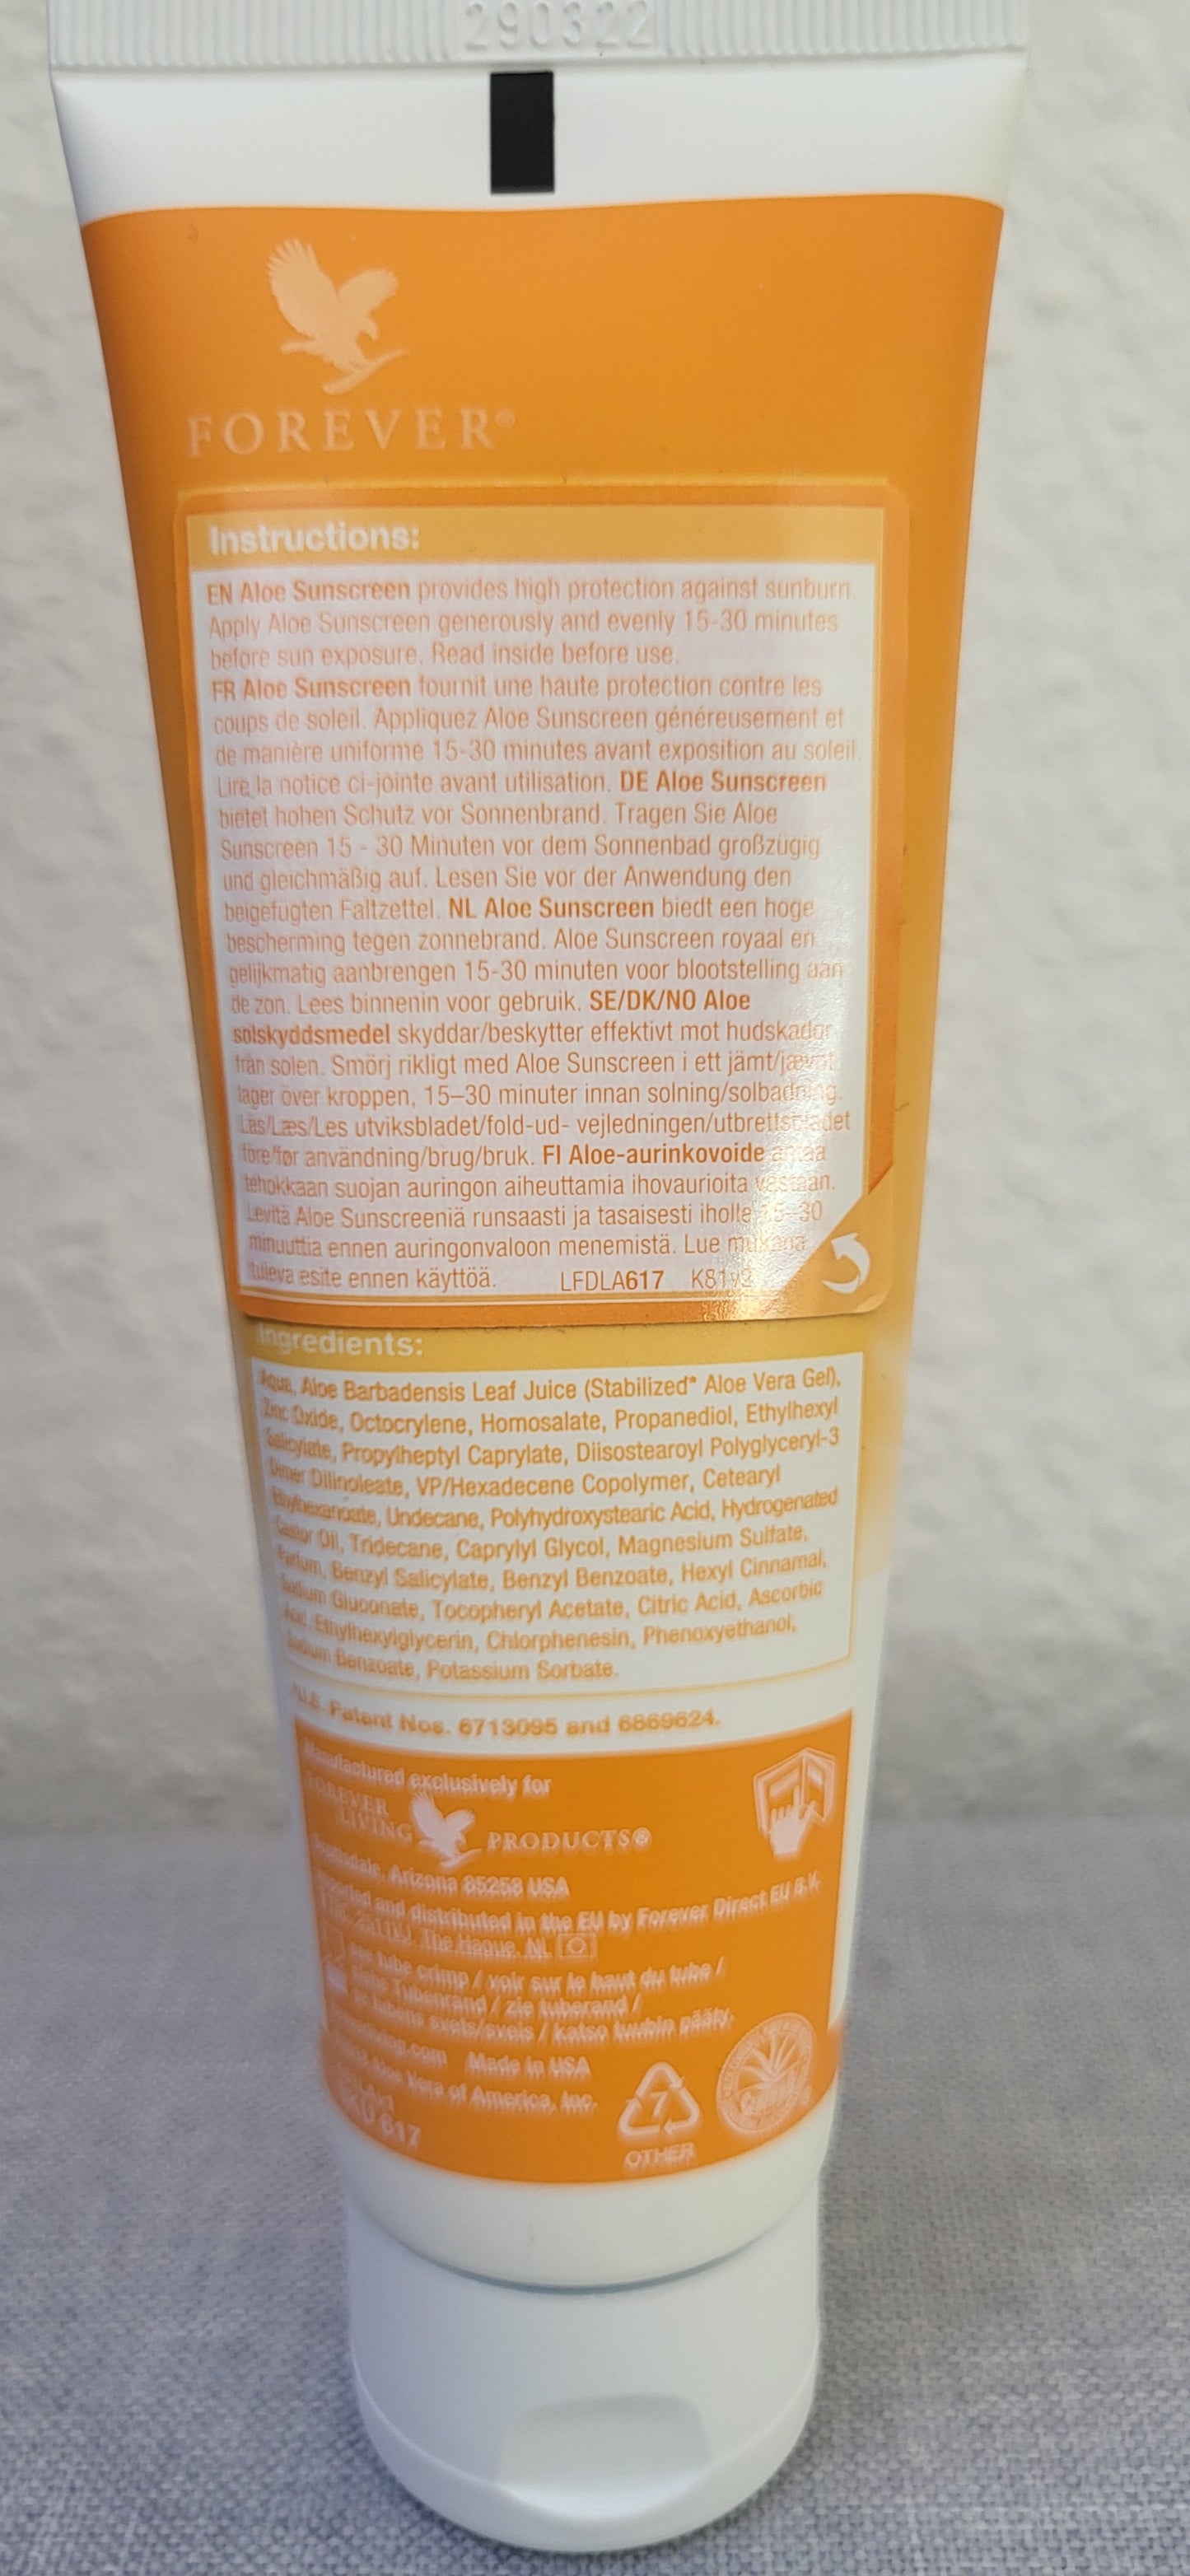 290322
FOREVER®
Instructions:
EN Aloe Sunscreen provides high protection against sunburn.
Apply Aloe Sunscreen generously and evenly 15-30 minutes
before sun exposure. Read inside before use.
FR Aloe Sunscreen fournit une haute protection contre les
coups de soleil. Appliquez Aloe Sunscreen généreusement et
de manière uniforme 15-30 minutes avant exposition au soleil.
Lire la notice ci-jointe avant utilisation. DE Aloe Sunscreen
bietet hohen Schutz vor Sonnenbrand. Tragen Sie Aloe
Sunscreen 15 - 30 Minuten vor dem Sonnenbad großzügig
und gleichmäßig auf. Lesen Sie vor der Anwendung den
beigefügten Faltzettel. NL Aloe Sunscreen biedt een hoge
bescherming tegen zonnebrand. Aloe Sunscreen royaal en
gelijkmatig aanbrengen 15-30 minuten voor blootstelling aan
de zon. Lees binnenin voor gebruik. SE/DK/NO Aloe
solskyddsmedel skyddar/beskytter effektivt mot hudskador
från solen. Smörj rikligt med Aloe Sunscreen i ett jämt/jævnt
lager över kroppen, 15–30 minuter innan solning/solbadning.
Läs/Læs/Les utviksbladet/fold-ud- vejledningen/utbrettsbladet
före/før användning/brug/bruk. FI Aloe-aurinkovoide antaa
tehokkaan suojan auringon aiheuttamia ihovaurioita vastaan.
Levitä Aloe Sunscreeniä runsaasti ja tasaisesti iholle 15-30
minuuttia ennen auringonvaloon menemistä. Lue mukana
tuleva esite ennen käyttöä. LFDLA617 K81v2
Ingredients:
Aqua, Aloe Barbadensis Leaf Juice (Stabilized* Aloe Vera Gel),
Zinc Oxide, Octocrylene, Homosalate, Propanediol, Ethylhexyl
Salicylate, Propylheptyl Caprylate, Diisostearoyl Polyglyceryl-3
Dimer Dilinoleate, VP/Hexadecene Copolymer, Cetearyl
Ethylhexanoate, Undecane, Polyhydroxystearic Acid, Hydrogenated
Castor Oil, Tridecane, Caprylyl Glycol, Magnesium Sulfate,
Parfum, Benzyl Salicylate, Benzyl Benzoate, Hexyl Cinnamal,
Sodium Gluconate, Tocopheryl Acetate, Citric Acid, Ascorbic
Acid, Ethylhexylglycerin, Chlorphenesin, Phenoxyethanol,
Sodium Benzoate, Potassium Sorbate.
U.S. Patent Nos. 6713095 and 6869624.
Manufactured exclusively for
FOREVER
LIVING PRODUCTS®
Scottsdale, Arizona 85258 USA
Imported and distributed in the EU by Forever Direct EU B.V.
The Hague, NL
see tube crimp / voir sur le haut du tube /
Siehe Tubenrand / zie tuberand /
tubens svets/sveis / katso tuubin pääty.
Made in USA
Aloe Vera of America, Inc.
617
7
OTHER